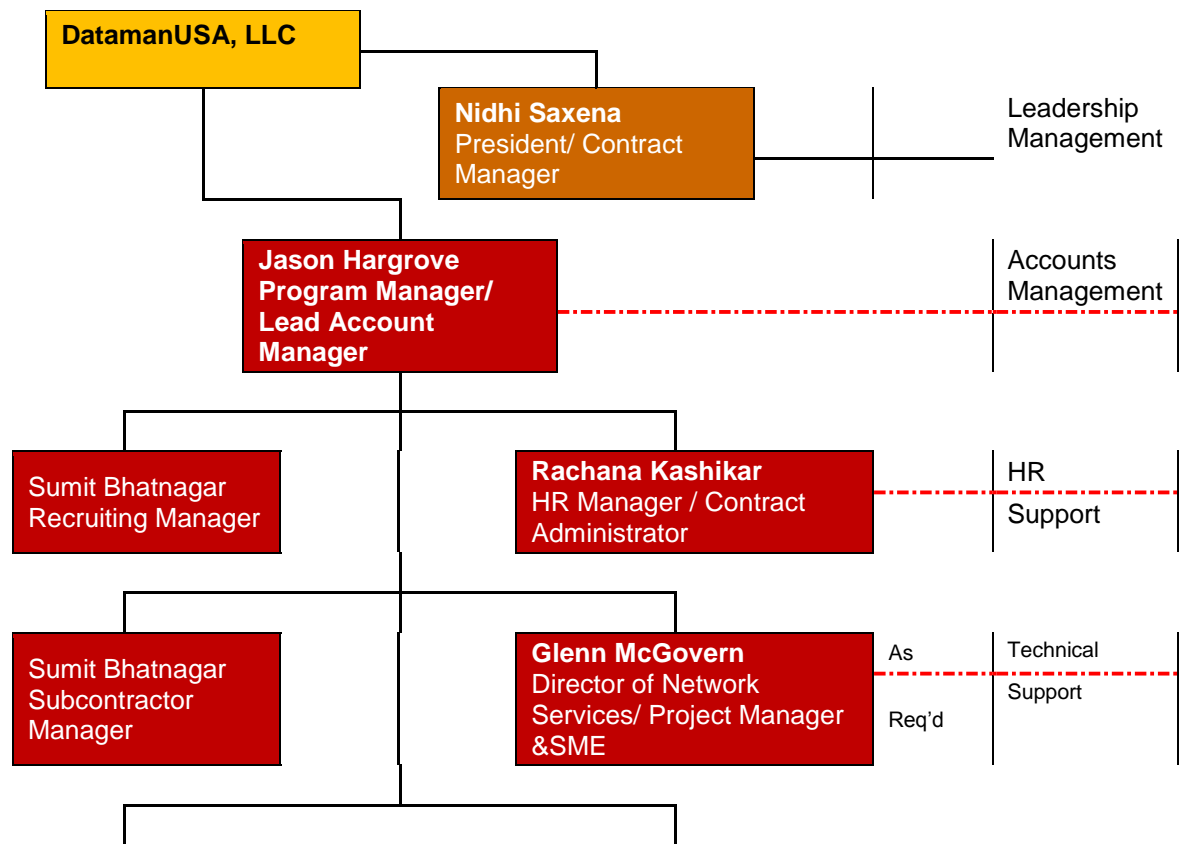 DatamanUSA, LLC
Nidhi Saxena
President/ Contract
Manager
Leadership
Management
Jason Hargrove
Program Manager/
Lead Account
Manager
Accounts
Management
Sumit Bhatnagar
Recruiting Manager
Rachana Kashikar
HR Manager / Contract
Administrator
HR
Support
Sumit Bhatnagar
Subcontractor
Manager
Glenn McGovern
Director of Network
Services/ Project Manager
&SME
As
Req’d
Technical
Support